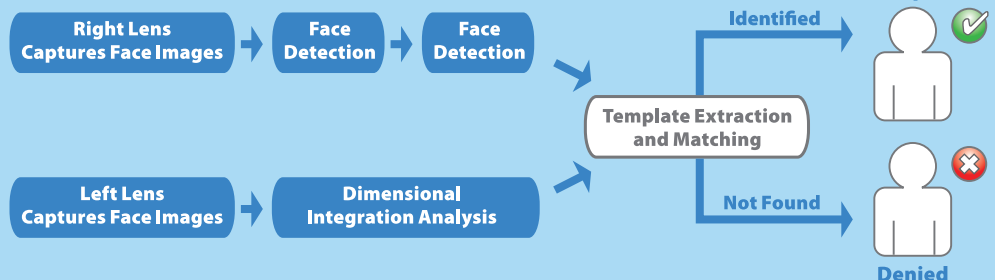 Right Lens
Captures Face Images
Face
Detection
Face
Detection
Identified
Template Extraction
and Matching
Left Lens
Captures Face Images
Dimensional
Integration Analysis
Not Found
Denied